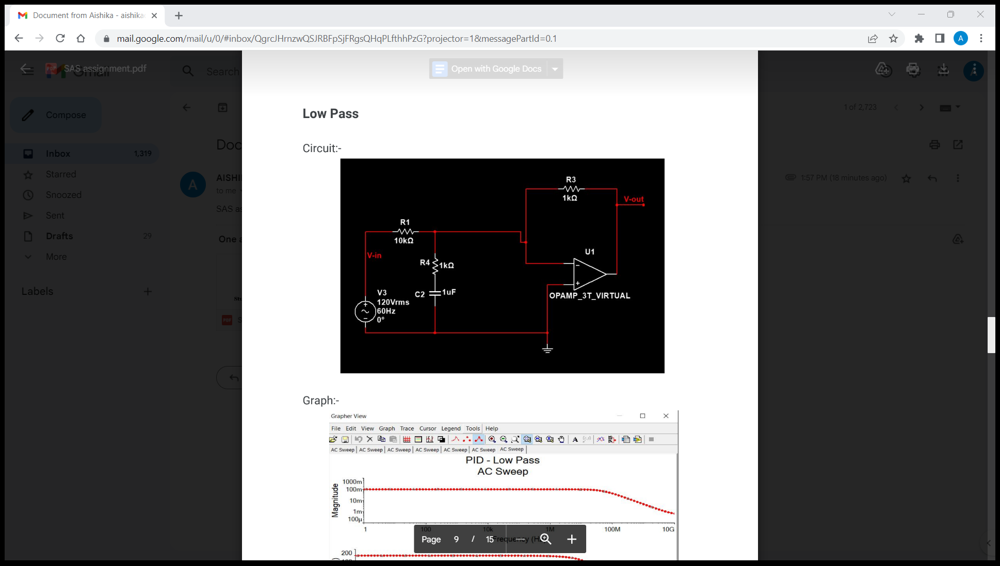 Document from Aishika - aishika
mail.google.com/mail/u/0/#inbox/QgrcJHrnzwQSJRBFpSjFRgsQHqPLfthhPzG?projector=1&messagePartId=0.1
A
PDF SAS assignment.pdf
Gmail
Search
Open with Google Docs
Compose
1 of 2,723
Low Pass
Doc
Inbox 1,319
Circuit:-
Starred
AISHI
1:57 PM (18 minutes ago)
A
to me
Snoozed
SAS as
Sent
Drafts 29
One a
More
Labels
PDF S
R3
1kΩ
V-out
R1
10kΩ
V-in
U1
R4 1kΩ
V3
120Vrms
60Hz
0°
C2 1uF
OPAMP_3T_VIRTUAL
Graph:-
Grapher View
File Edit View Graph Trace Cursor Legend Tools Help
AC Sweep AC Sweep AC Sweep AC Sweep AC Sweep AC Sweep AC Sweep
PID - Low Pass
AC Sweep
Magnitude
1000m
100m
10m
1m
100μ
1 100 10k 1M 100M 10G
Frequency (H
Page 9 / 15
200